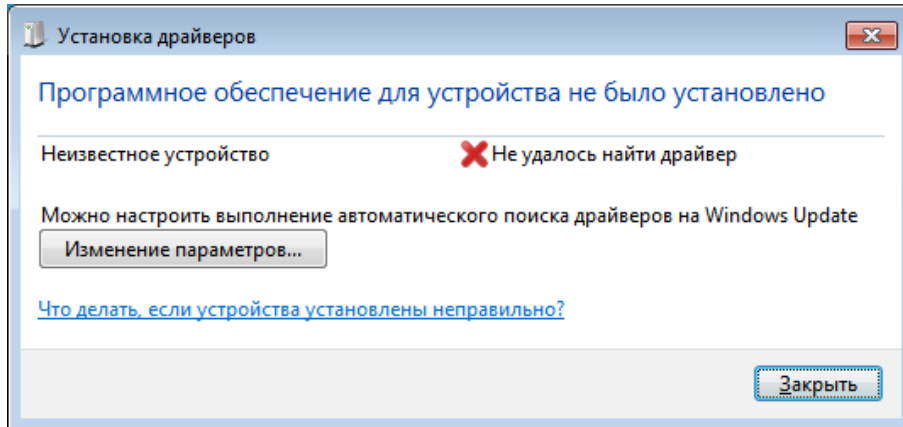 Установка драйверов
Программное обеспечение для устройства не было установлено
Неизвестное устройство Не удалось найти драйвер
Можно настроить выполнение автоматического поиска драйверов на Windows Update
Изменение параметров...
Что делать, если устройства установлены неправильно?
Закрыть